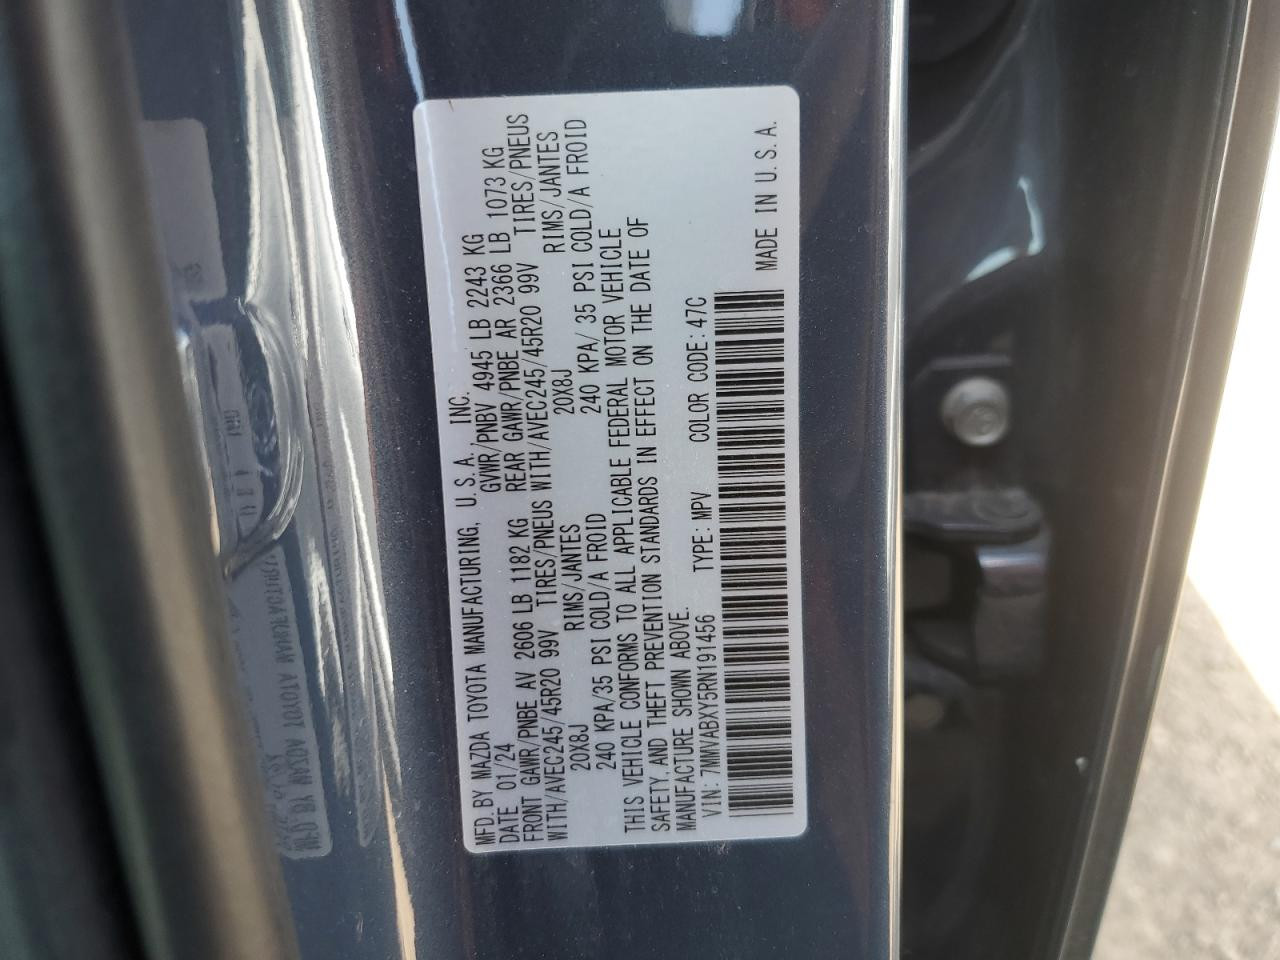 MFD. BY MAZDA TOYOTA MANUFACTURING, U. S. A., INC.
DATE 01/24 GVWR/PNBV 4945 LB 2243 KG
FRONT GAWR/PNBE AV 2606 LB 1182 KG REAR GAWR/PNBE AR 2366 LB 1073 KG
WITH/AVEC245/45R20 99V TIRES/PNEUS WITH/AVEC245/45R20 99V TIRES/PNEUS
20X8J RIMS/JANTES 20X8J RIMS/JANTES
240 KPA/35 PSI COLD/A FROID 240 KPA/ 35 PSI COLD/A FROID
THIS VEHICLE CONFORMS TO ALL APPLICABLE FEDERAL MOTOR VEHICLE
SAFETY, AND THEFT PREVENTION STANDARDS IN EFFECT ON THE DATE OF
MANUFACTURE SHOWN ABOVE.
VIN: 7MMVABXY5RN191456 TYPE: MPV COLOR CODE: 47C
MADE IN U. S. A.